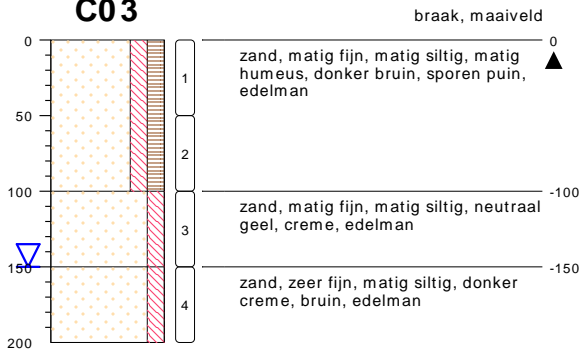 C03
braak, maaiveld
0
50
100
150
200
1
2
3
4
zand, matig fijn, matig siltig, matig
humeus, donker bruin, sporen puin,
edelman
zand, matig fijn, matig siltig, neutraal
geel, creme, edelman
zand, zeer fijn, matig siltig, donker
creme, bruin, edelman
0
-100
-150